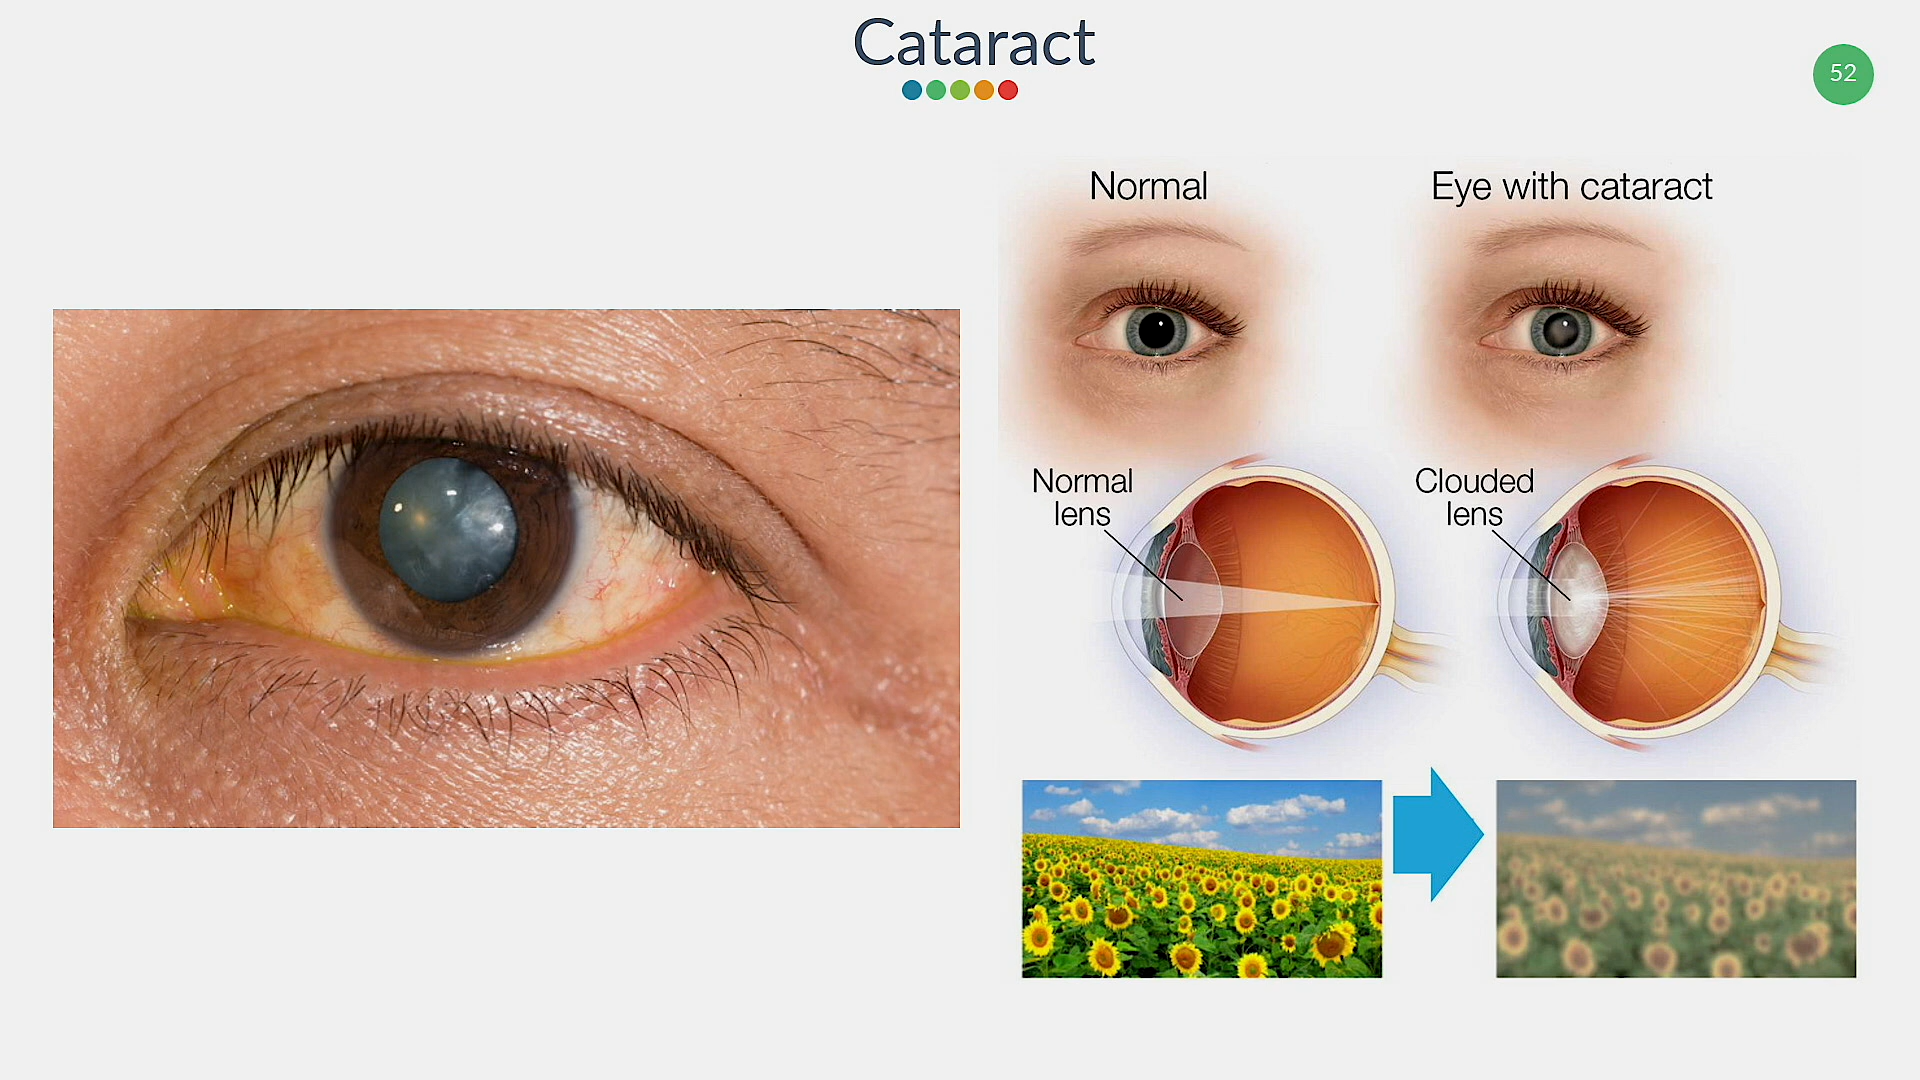 Cataract
52
Normal
Eye with cataract
Normal
lens
Clouded
lens